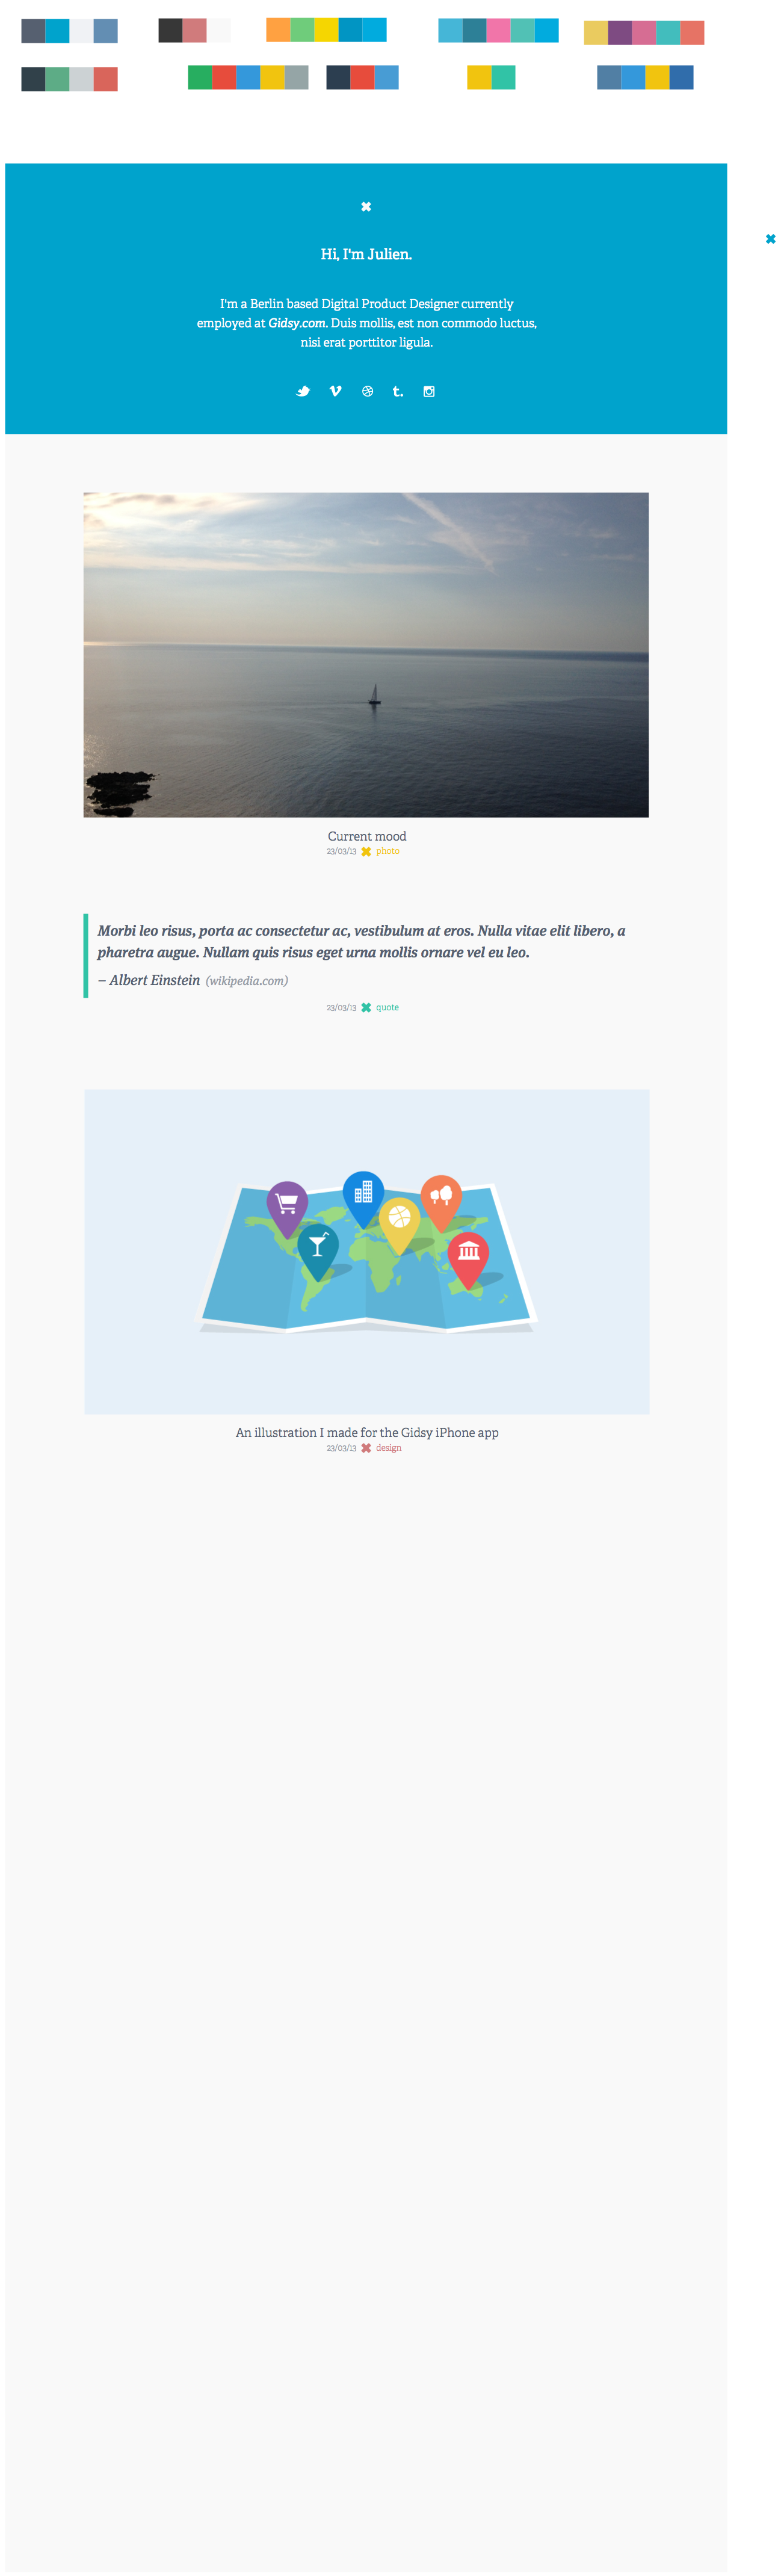 Hi, I'm Julien.
I'm a Berlin based Digital Product Designer currently
employed at Gidsy.com. Duis mollis, est non commodo luctus,
nisi erat porttitor ligula.
Current mood
23/03/13 photo
Morbi leo risus, porta ac consectetur ac, vestibulum at eros. Nulla vitae elit libero, a
pharetra augue. Nullam quis risus eget urna mollis ornare vel eu leo.
– Albert Einstein (wikipedia.com)
23/03/13 quote
An illustration I made for the Gidsy iPhone app
23/03/13 design